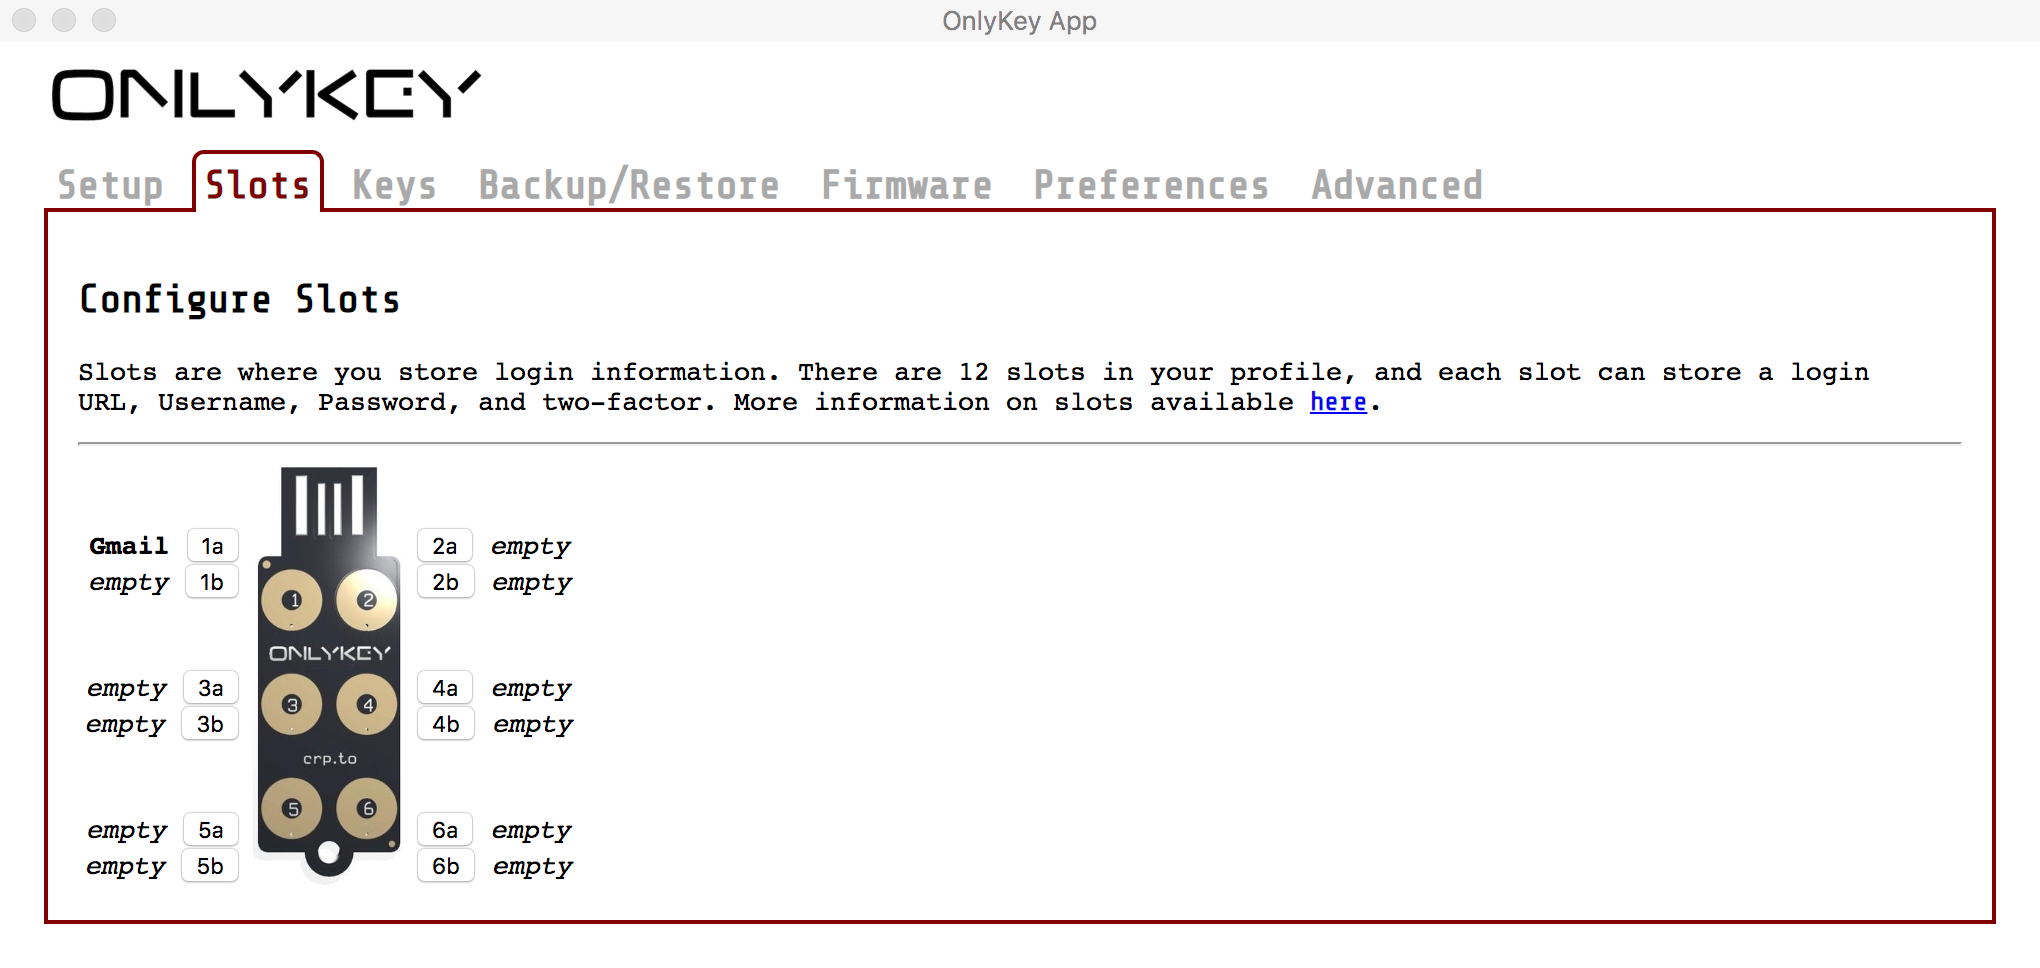 OnlyKey App
ONLYKEY
Setup Slots Keys Backup/Restore Firmware Preferences Advanced
Configure Slots
Slots are where you store login information. There are 12 slots in your profile, and each slot can store a login
URL, Username, Password, and two-factor. More information on slots available here.
Gmail 1a 2a empty
empty 1b 2b empty
1 2
ONLYKEY
empty 3a 4a empty
3 4
empty 3b 4b empty
crp.to
5 6
empty 5a 6a empty
empty 5b 6b empty